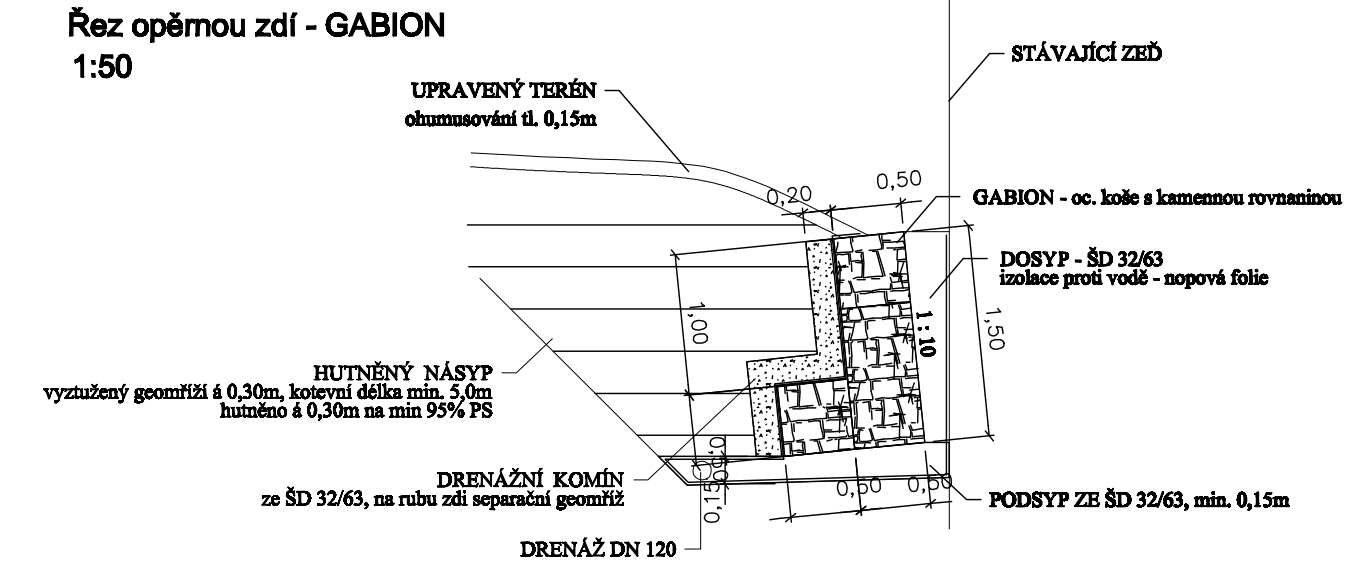 Řez opěrnou zdí - GABION
1:50
STÁVAJÍCÍ ZEĎ
UPRAVENÝ TERÉN
ohumusování tl. 0,15m
0,20
0,50
GABION - oc. koše s kamennou rovnaninou
DOSYP - ŠD 32/63
izolace proti vodě - nopová folie
1,00
1 : 10
1,50
HUTNĚNÝ NÁSYP
vyztužený geomříží á 0,30m, kotevní délka min. 5,0m
hutněno á 0,30m na min 95% PS
DRENÁŽNÍ KOMÍN
ze ŠD 32/63, na rubu zdi separační geomříž
0,15
0,50
0,50
PODSYP ZE ŠD 32/63, min. 0,15m
DRENÁŽ DN 120